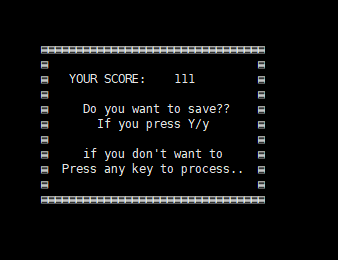 YOUR SCORE: 111
Do you want to save??
If you press Y/y
if you don't want to
Press any key to process..